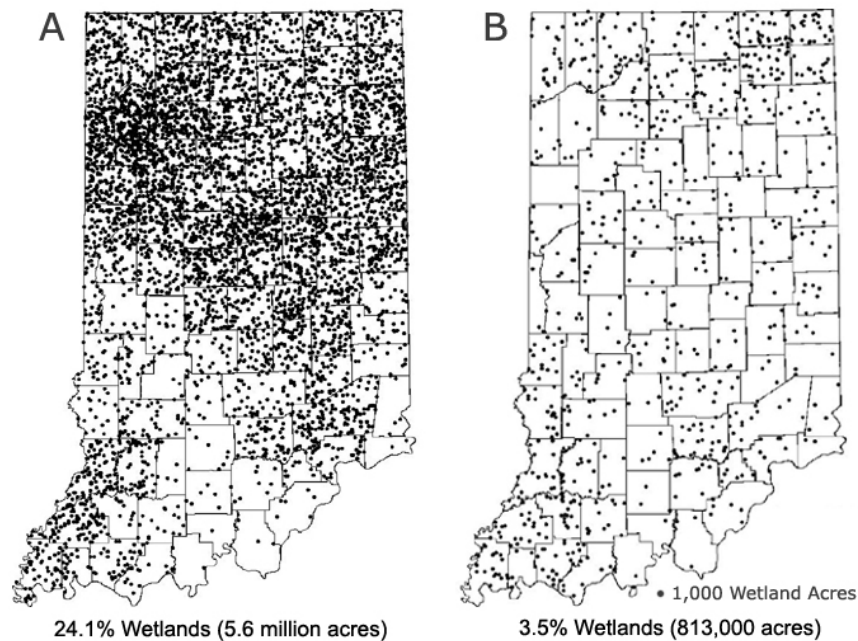 A
B
• 1,000 Wetland Acres
24.1% Wetlands (5.6 million acres)
3.5% Wetlands (813,000 acres)